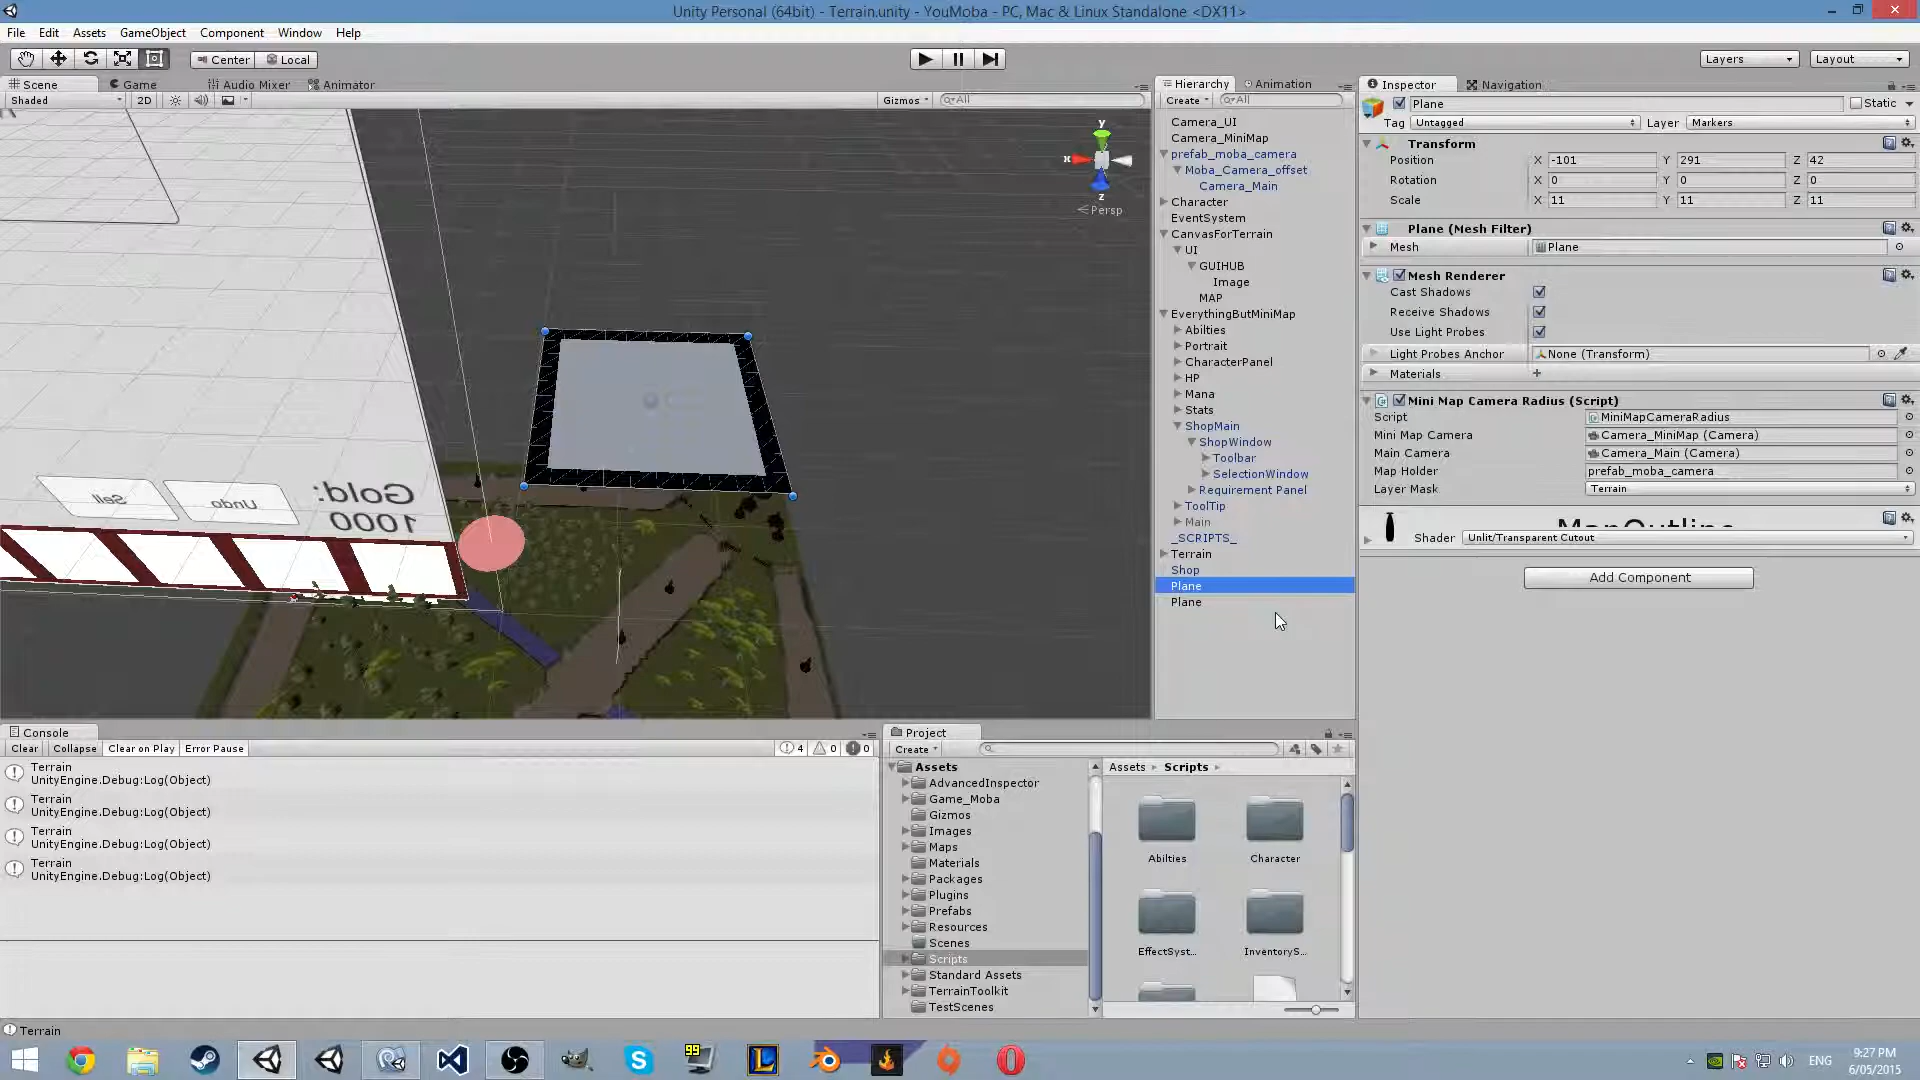 Unity Personal (64bit) - Terrain.unity - YouMoba - PC, Mac & Linux Standalone <DX11>
File Edit Assets GameObject Component Window Help
Center Local Layers Layout
Scene Game Audio Mixer Animator
Shaded 2D Gizmos All
y
x
z
Persp
Sell Undo Gold:
1000
Hierarchy Animation
Create All
Camera_UI
Camera_MiniMap
prefab_moba_camera
Moba_Camera_offset
Camera_Main
Character
EventSystem
CanvasForTerrain
UI
GUIHUB
Image
MAP
EverythingButMiniMap
Abilties
Portrait
CharacterPanel
HP
Mana
Stats
ShopMain
ShopWindow
Toolbar
SelectionWindow
Requirement Panel
ToolTip
Main
_SCRIPTS_
Terrain
Shop
Plane
Plane
Inspector Navigation
Plane Static
Tag Untagged Layer Markers
Transform
Position X -101 Y 291 Z 42
Rotation X 0 Y 0 Z 0
Scale X 11 Y 11 Z 11
Plane (Mesh Filter)
Mesh Plane
Mesh Renderer
Cast Shadows
Receive Shadows
Use Light Probes
Light Probes Anchor None (Transform)
Materials
Mini Map Camera Radius (Script)
Script MiniMapCameraRadius
Mini Map Camera Camera_MiniMap (Camera)
Main Camera Camera_Main (Camera)
Map Holder prefab_moba_camera
Layer Mask Terrain
MapOutline
Shader Unlit/Transparent Cutout
Add Component
Console
Clear Collapse Clear on Play Error Pause 4 0 0
Terrain
UnityEngine.Debug:Log(Object)
Terrain
UnityEngine.Debug:Log(Object)
Terrain
UnityEngine.Debug:Log(Object)
Terrain
UnityEngine.Debug:Log(Object)
Terrain
Project
Create
Assets
AdvancedInspector
Game_Moba
Gizmos
Images
Maps
Materials
Packages
Plugins
Prefabs
Resources
Scenes
Scripts
Standard Assets
TerrainToolkit
TestScenes
Assets Scripts
Abilties Character
EffectSyst... InventoryS...
99
L
ENG
9:27 PM
6/05/2015